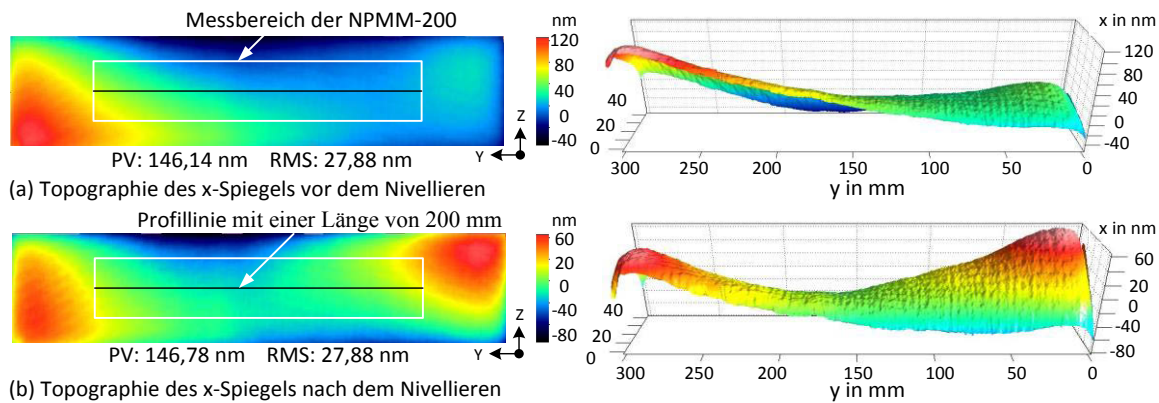 Messbereich der NPMM-200
nm
120
80
40
0
-40
Z
Y
PV: 146,14 nm RMS: 27,88 nm
(a) Topographie des x-Spiegels vor dem Nivellieren
x in nm
120
80
40
0
-40
40
20
0
300 250 200 150 100 50 0
y in mm
Profillinie mit einer Länge von 200 mm
nm
60
40
0
-40
-80
Z
Y
PV: 146,78 nm RMS: 27,88 nm
(b) Topographie des x-Spiegels nach dem Nivellieren
x in nm
60
40
20
0
-40
-80
40
20
0
300 250 200 150 100 50 0
y in mm